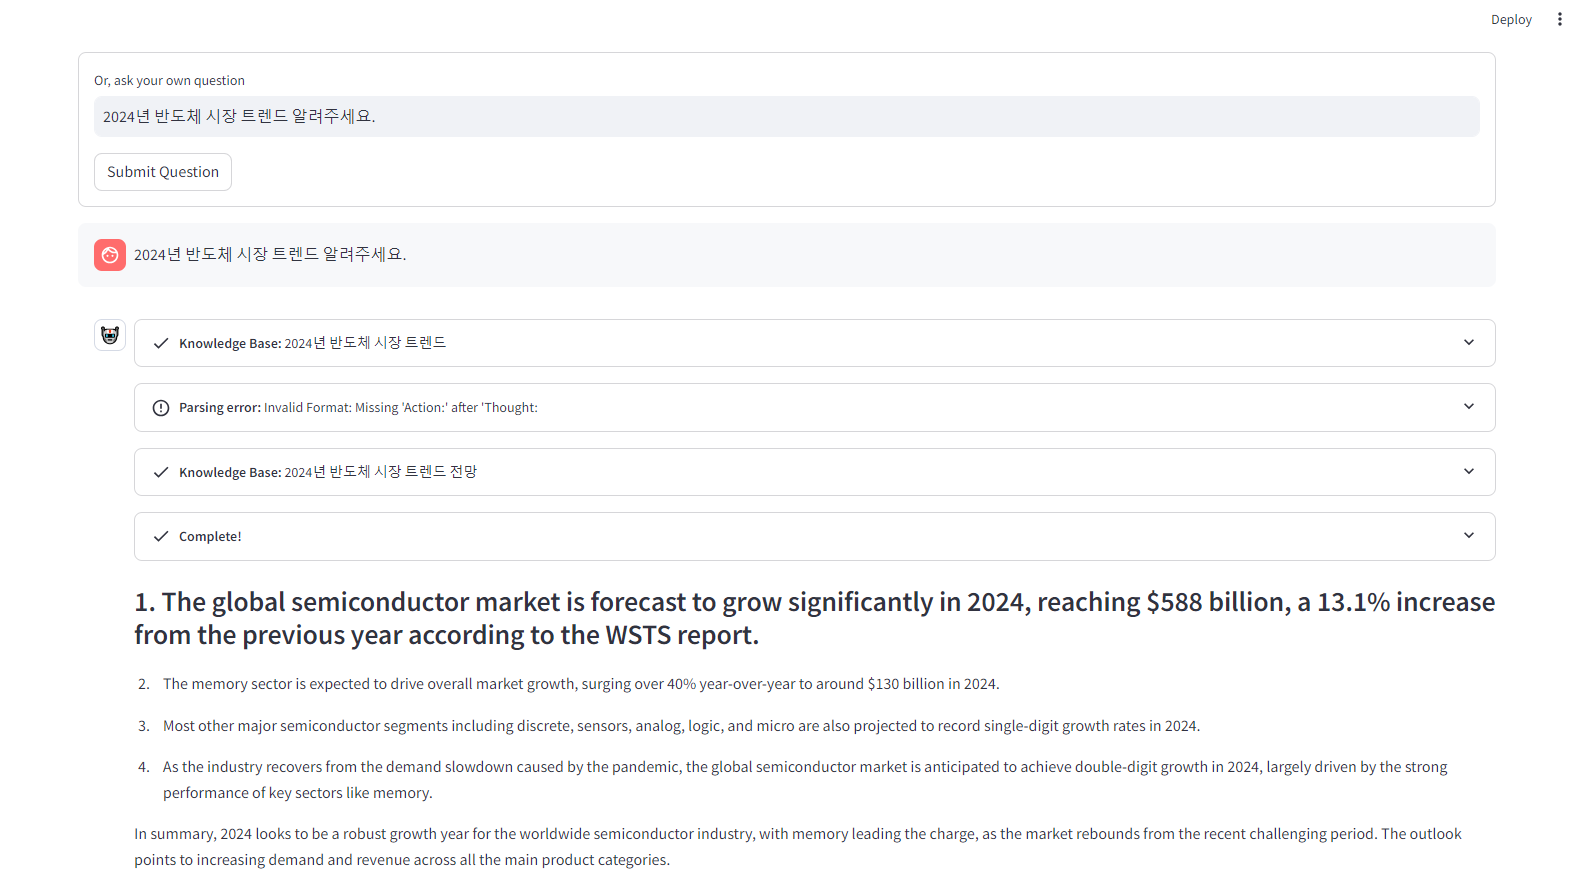 Deploy
Or, ask your own question
2024년 반도체 시장 트렌드 알려주세요.
Submit Question
2024년 반도체 시장 트렌드 알려주세요.
Knowledge Base: 2024년 반도체 시장 트렌드
Parsing error: Invalid Format: Missing 'Action:' after 'Thought:
Knowledge Base: 2024년 반도체 시장 트렌드 전망
Complete!
1. The global semiconductor market is forecast to grow significantly in 2024, reaching $588 billion, a 13.1% increase
from the previous year according to the WSTS report.
2. The memory sector is expected to drive overall market growth, surging over 40% year-over-year to around $130 billion in 2024.
3. Most other major semiconductor segments including discrete, sensors, analog, logic, and micro are also projected to record single-digit growth rates in 2024.
4. As the industry recovers from the demand slowdown caused by the pandemic, the global semiconductor market is anticipated to achieve double-digit growth in 2024, largely driven by the strong
performance of key sectors like memory.
In summary, 2024 looks to be a robust growth year for the worldwide semiconductor industry, with memory leading the charge, as the market rebounds from the recent challenging period. The outlook
points to increasing demand and revenue across all the main product categories.